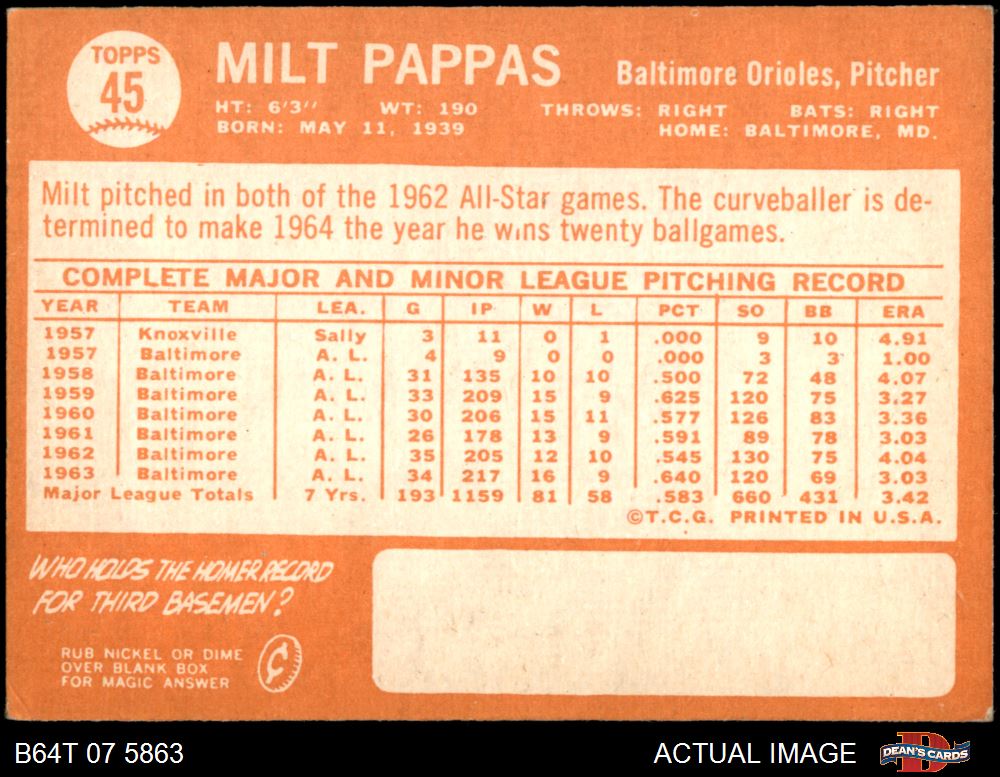 TOPPS
45
MILT PAPPAS
Baltimore Orioles, Pitcher
HT: 6'3" WT: 190 THROWS: RIGHT BATS: RIGHT
BORN: MAY 11, 1939 HOME: BALTIMORE, MD.
Milt pitched in both of the 1962 All-Star games. The curveballer is de-
termined to make 1964 the year he wins twenty ballgames.
COMPLETE MAJOR AND MINOR LEAGUE PITCHING RECORD
YEAR TEAM LEA. G IP W L PCT SO BB ERA
1957 Knoxville Sally 3 11 0 1 .000 9 10 4.91
1957 Baltimore A. L. 4 9 0 0 .000 3 3 1.00
1958 Baltimore A. L. 31 135 10 10 .500 72 48 4.07
1959 Baltimore A. L. 33 209 15 9 .625 120 75 3.27
1960 Baltimore A. L. 30 206 15 11 .577 126 83 3.36
1961 Baltimore A. L. 26 178 13 9 .591 89 78 3.03
1962 Baltimore A. L. 35 205 12 10 .545 130 75 4.04
1963 Baltimore A. L. 34 217 16 9 .640 120 69 3.03
Major League Totals 7 Yrs. 193 1159 81 58 .583 660 431 3.42
©T.C.G. PRINTED IN U.S.A.
WHO HOLDS THE HOMER RECORD
FOR THIRD BASEMEN?
RUB NICKEL OR DIME
OVER BLANK BOX
FOR MAGIC ANSWER
¢
B64T 07 5863
ACTUAL IMAGE
D
DEAN'S CARDS